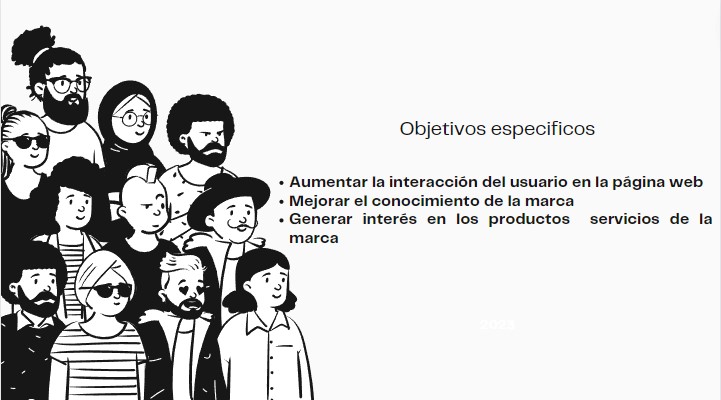 Objetivos especificos
• Aumentar la interacción del usuario en la página web
• Mejorar el conocimiento de la marca
• Generar interés en los productos servicios de la
marca
2023